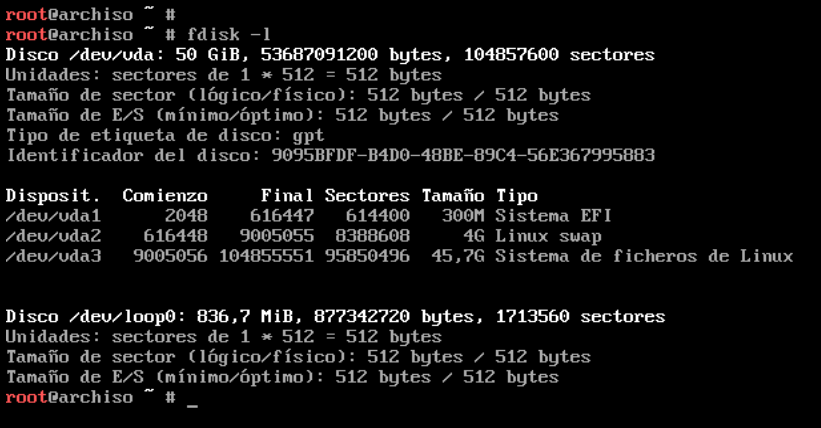 root@archiso ~ #
root@archiso ~ # fdisk -l
Disco /dev/vda: 50 GiB, 53687091200 bytes, 104857600 sectores
Unidades: sectores de 1 * 512 = 512 bytes
Tamaño de sector (lógico/físico): 512 bytes / 512 bytes
Tamaño de E/S (mínimo/óptimo): 512 bytes / 512 bytes
Tipo de etiqueta de disco: gpt
Identificador del disco: 9095BFDF-B4D0-48BE-89C4-56E367995883

Disposit.  Comienzo     Final Sectores Tamaño Tipo
/dev/vda1      2048    616447   614400   300M Sistema EFI
/dev/vda2    616448   9005055  8388608     4G Linux swap
/dev/vda3   9005056 104855551 95850496  45,7G Sistema de ficheros de Linux

Disco /dev/loop0: 836,7 MiB, 877342720 bytes, 1713560 sectores
Unidades: sectores de 1 * 512 = 512 bytes
Tamaño de sector (lógico/físico): 512 bytes / 512 bytes
Tamaño de E/S (mínimo/óptimo): 512 bytes / 512 bytes
root@archiso ~ # _